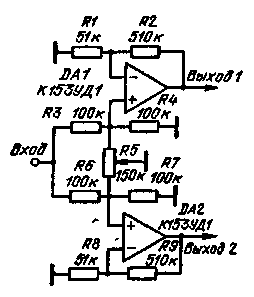 R1 R2
51к 510к
DA1
К153УД1
Выход 1
R3 R4
100к 100к
Вход
R5
150к
R6 R7
100к 100к
DA2
К153УД1
Выход 2
R8 R9
51к 510к